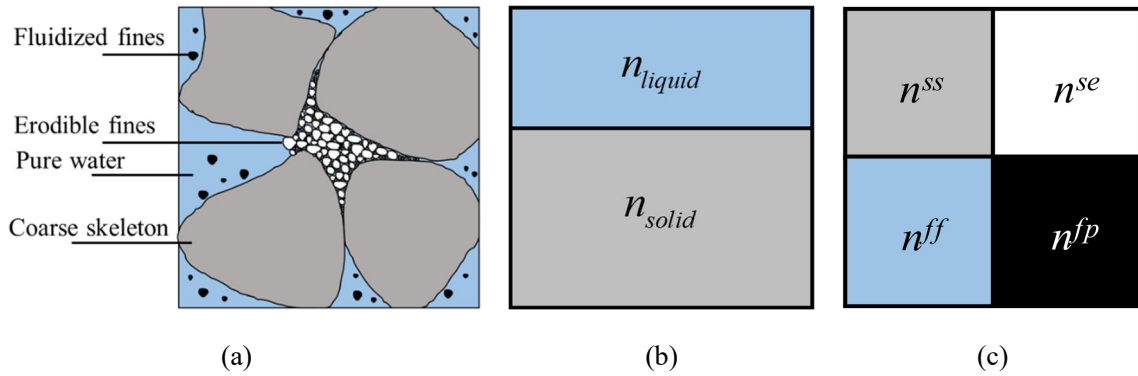 Fluidized fines
Erodible fines
Pure water
Coarse skeleton
n_liquid
n_solid
n^ss
n^se
n^ff
n^fp
(a)
(b)
(c)